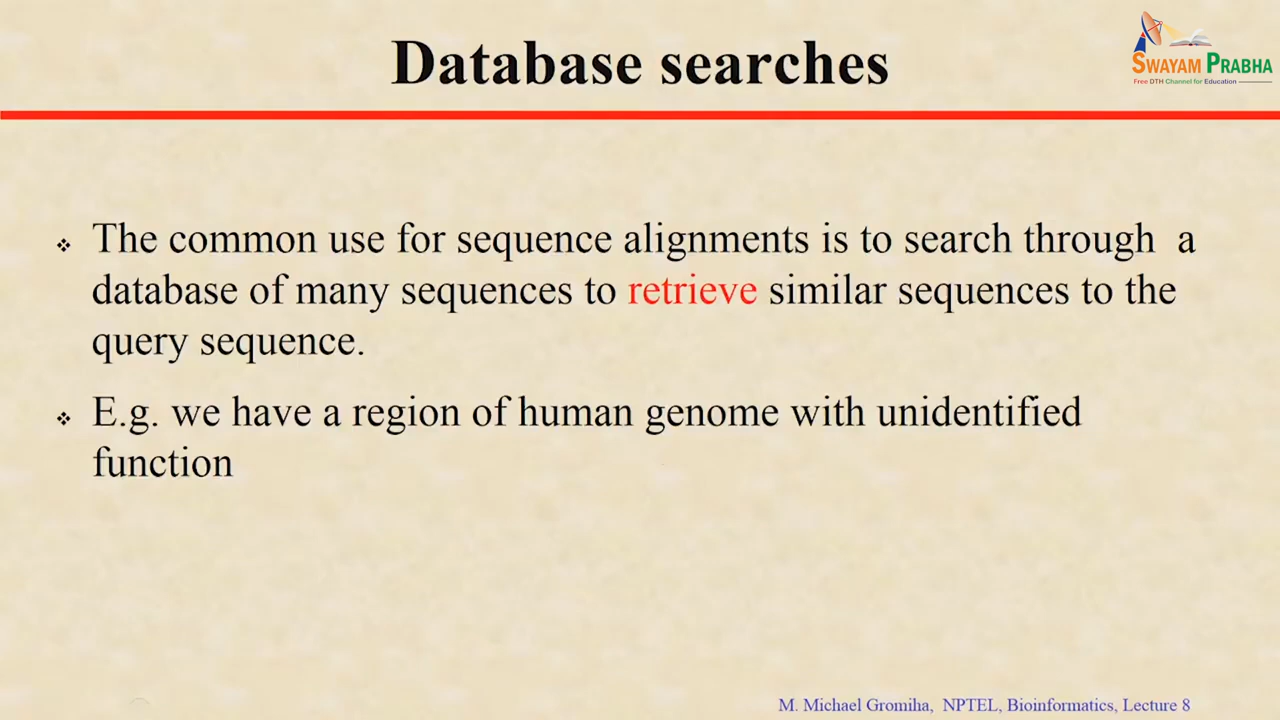 Database searches
SWAYAM PRABHA
Free DTH Channel for Education
❖ The common use for sequence alignments is to search through a
database of many sequences to retrieve similar sequences to the
query sequence.
❖ E.g. we have a region of human genome with unidentified
function
M. Michael Gromiha, NPTEL, Bioinformatics, Lecture 8